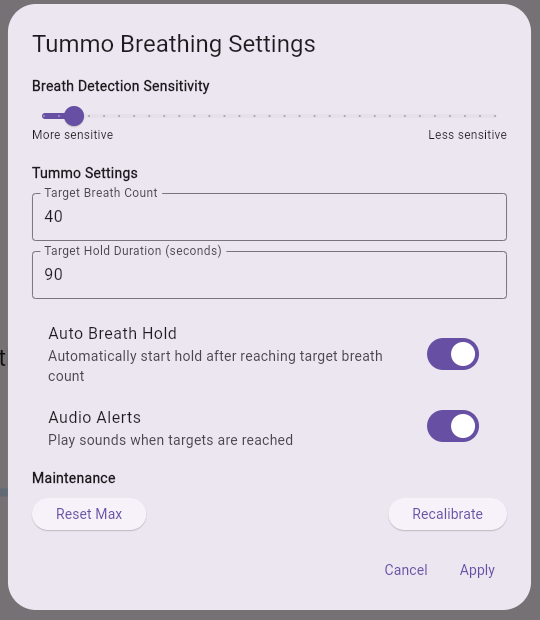 Tummo Breathing Settings
Breath Detection Sensitivity
More sensitive
Less sensitive
Tummo Settings
Target Breath Count
40
Target Hold Duration (seconds)
90
Auto Breath Hold
Automatically start hold after reaching target breath
count
Audio Alerts
Play sounds when targets are reached
Maintenance
Reset Max
Recalibrate
Cancel
Apply